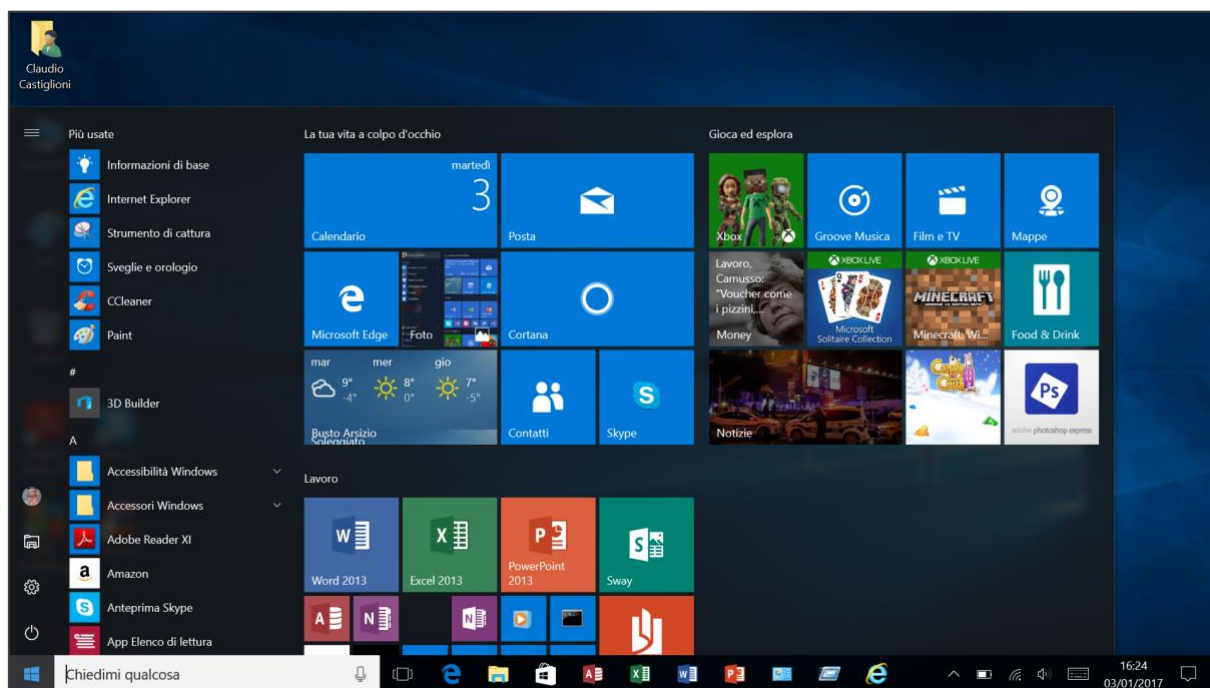 Claudio
Castiglioni
Più usate
Informazioni di base
Internet Explorer
Strumento di cattura
Sveglie e orologio
CCleaner
Paint
#
3D Builder
A
Accessibilità Windows
Accessori Windows
Adobe Reader XI
Amazon
Anteprima Skype
App Elenco di lettura
La tua vita a colpo d'occhio
martedì
3
Calendario
Posta
Microsoft Edge
Foto
Cortana
mar mer gio
9° 8° 7°
-4° 0° -5°
Busto Arsizio
Soleggiato
Contatti
Skype
Gioca ed esplora
Xbox
Groove Musica
Film e TV
Mappe
Lavoro,
Camusso:
"Voucher come
i pizzini,...
Money
XBOX LIVE
Microsoft
Solitaire Collection
XBOX LIVE
MINECRAFT
Minecraft: Wi...
Food & Drink
Notizie
Candy
Crush
Ps
adobe photoshop express
Lavoro
Word 2013
Excel 2013
PowerPoint
2013
Sway
Chiedimi qualcosa
16:24
03/01/2017